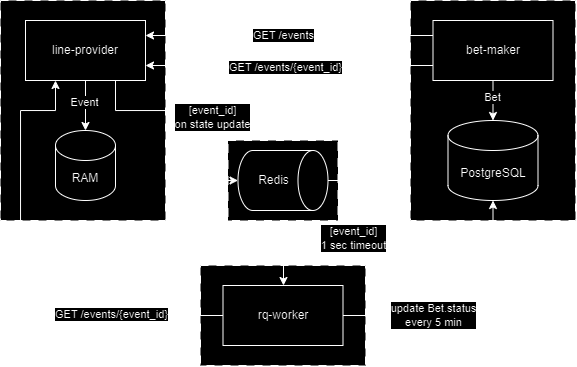 line-provider
GET /events
bet-maker
GET /events/{event_id}
Event
Bet
[event_id]
on state update
RAM
Redis
PostgreSQL
[event_id]
1 sec timeout
GET /events/{event_id}
rq-worker
update Bet.status
every 5 min